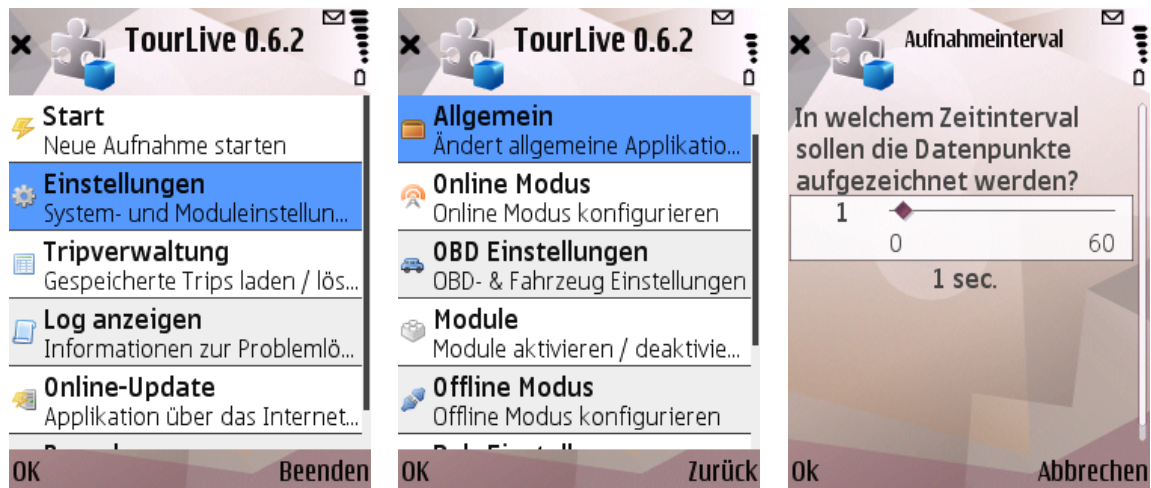 TourLive 0.6.2
Start
Neue Aufnahme starten
Einstellungen
System- und Moduleinstellun...
Tripverwaltung
Gespeicherte Trips laden / lös...
Log anzeigen
Informationen zur Problemlö...
Online-Update
Applikation über das Internet...
OK
Beenden
TourLive 0.6.2
Allgemein
Ändert allgemeine Applikatio...
Online Modus
Online Modus konfigurieren
OBD Einstellungen
OBD- & Fahrzeug Einstellungen
Module
Module aktivieren / deaktivie...
Offline Modus
Offline Modus konfigurieren
OK
Zurück
Aufnahmeinterval
In welchem Zeitinterval
sollen die Datenpunkte
aufgezeichnet werden?
1
0 60
1 sec.
Ok
Abbrechen